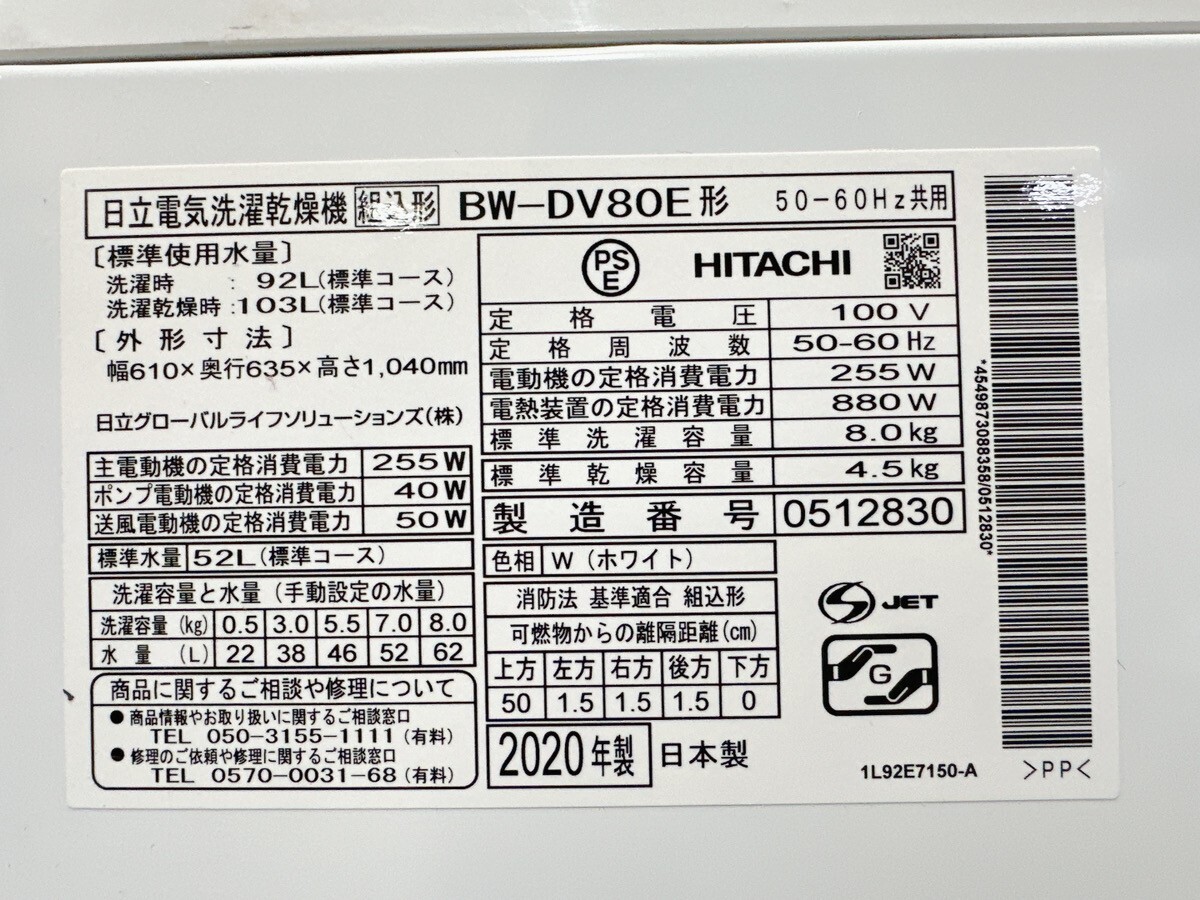 日立電気洗濯乾燥機 組込形 BW-DV80E形 50-60Hz共用
〔標準使用水量〕
洗濯時 : 92L(標準コース)
洗濯乾燥時 : 103L(標準コース)
〔外形寸法〕
幅610×奥行635×高さ1,040mm
日立グローバルライフソリューションズ(株)
主電動機の定格消費電力 255W
ポンプ電動機の定格消費電力 40W
送風電動機の定格消費電力 50W
標準水量 52L(標準コース)
洗濯容量と水量（手動設定の水量）
洗濯容量(kg) 0.5 3.0 5.5 7.0 8.0
水量(L) 22 38 46 52 62
商品に関するご相談や修理について
●商品情報やお取り扱いに関するご相談窓口
TEL 050-3155-1111(有料)
●修理のご依頼や修理に関するご相談窓口
TEL 0570-0031-68(有料)
PS
E
HITACHI
定格電圧 100V
定格周波数 50-60Hz
電動機の定格消費電力 255W
電熱装置の定格消費電力 880W
標準洗濯容量 8.0kg
標準乾燥容量 4.5kg
製造番号 0512830
色相 W（ホワイト）
消防法 基準適合 組込形
可燃物からの離隔距離(cm)
上方 左方 右方 後方 下方
50 1.5 1.5 1.5 0
2020年製 日本製
S JET
G
1L92E7150-A >PP<
*4549873088358/0512830*